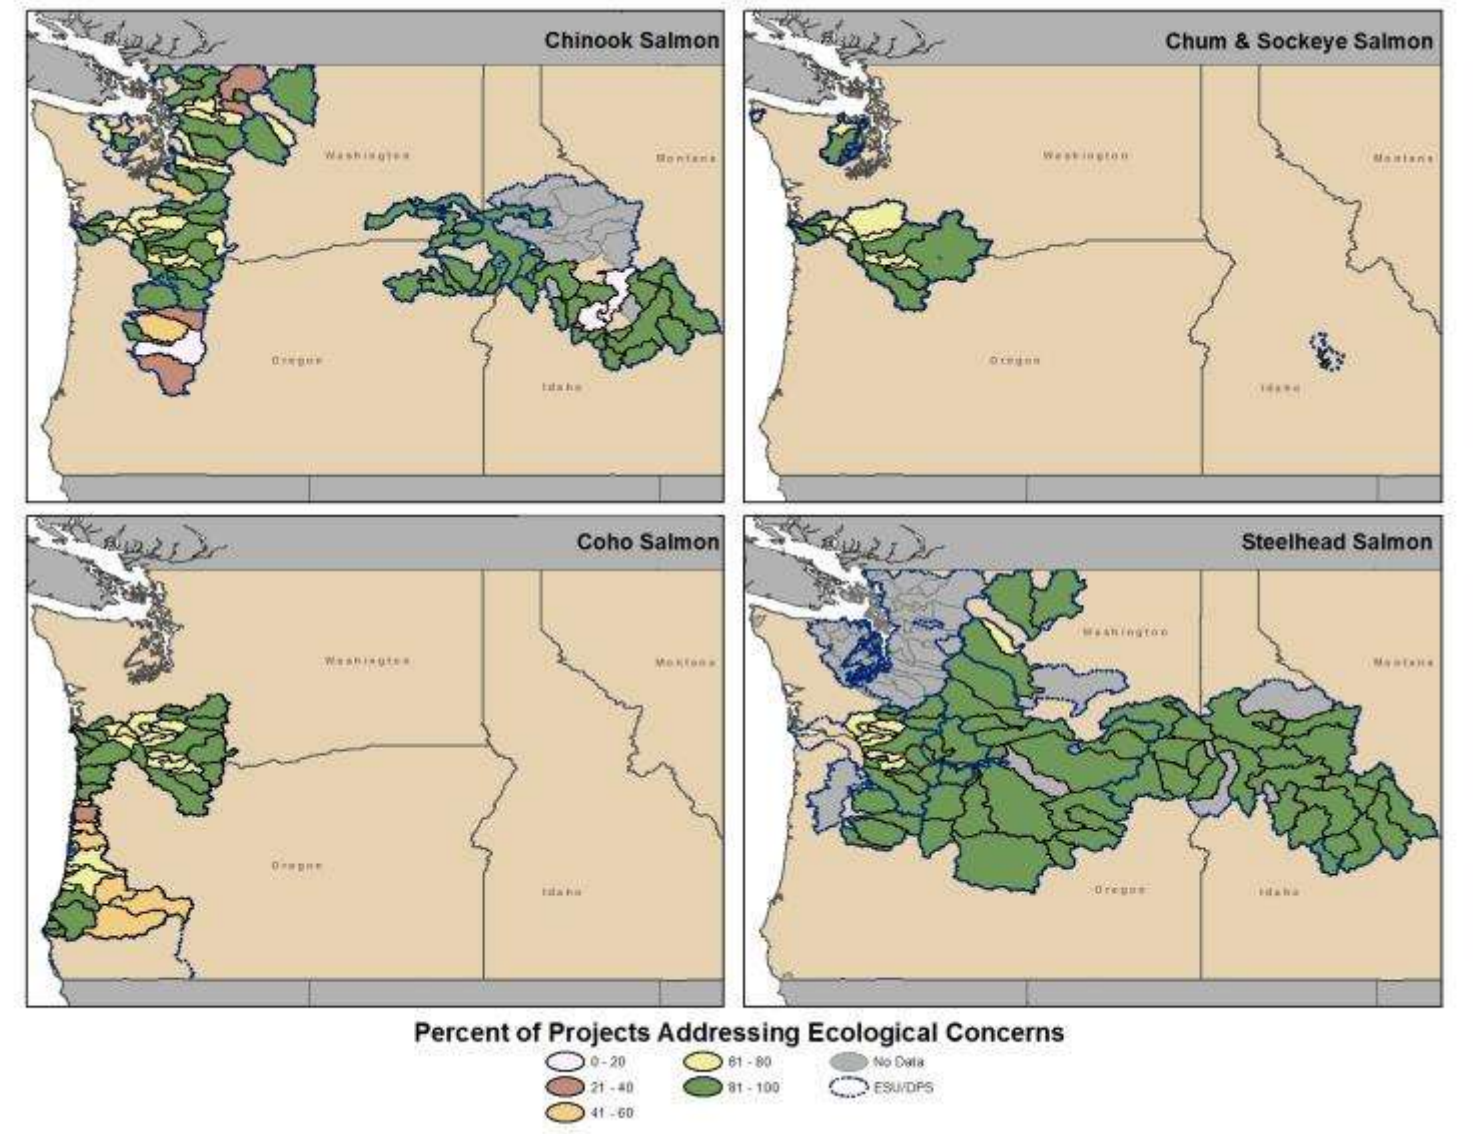 Chinook Salmon
Washington
Montana
Oregon
Idaho
Chum & Sockeye Salmon
Washington
Montana
Oregon
Idaho
Coho Salmon
Washington
Montana
Oregon
Idaho
Steelhead Salmon
Washington
Montana
Oregon
Idaho
Percent of Projects Addressing Ecological Concerns
0 - 20
61 - 80
No Data
21 - 40
81 - 100
ESU/DPS
41 - 60